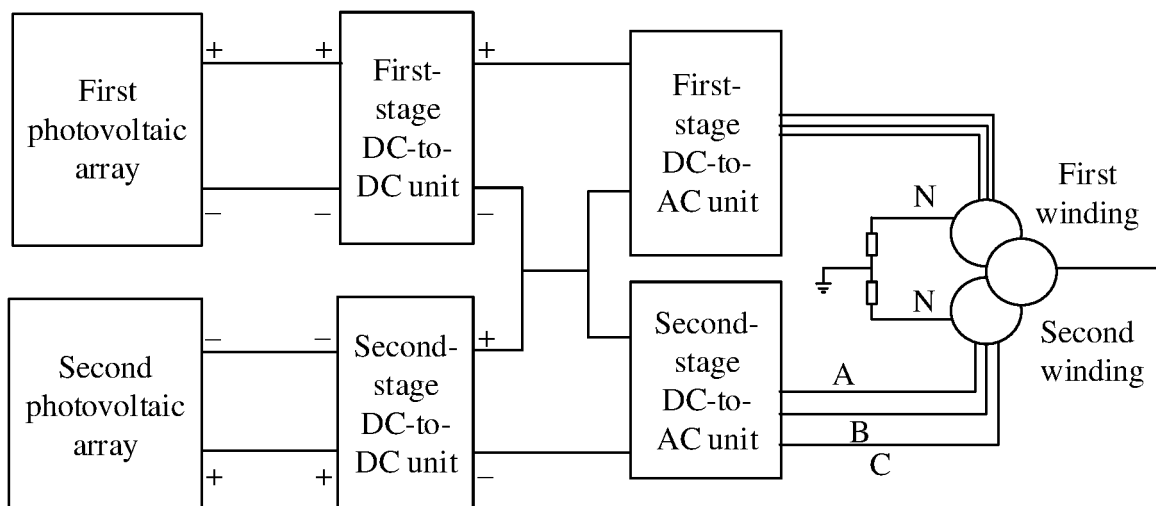 +
+
+
First
photovoltaic
array
First-
stage
DC-to-
DC unit
First-
stage
DC-to-
AC unit
−
−
−
N
First
winding
−
−
+
N
Second
photovoltaic
array
Second-
stage
DC-to-
DC unit
Second-
stage
DC-to-
AC unit
Second
winding
A
B
C
+
+
−